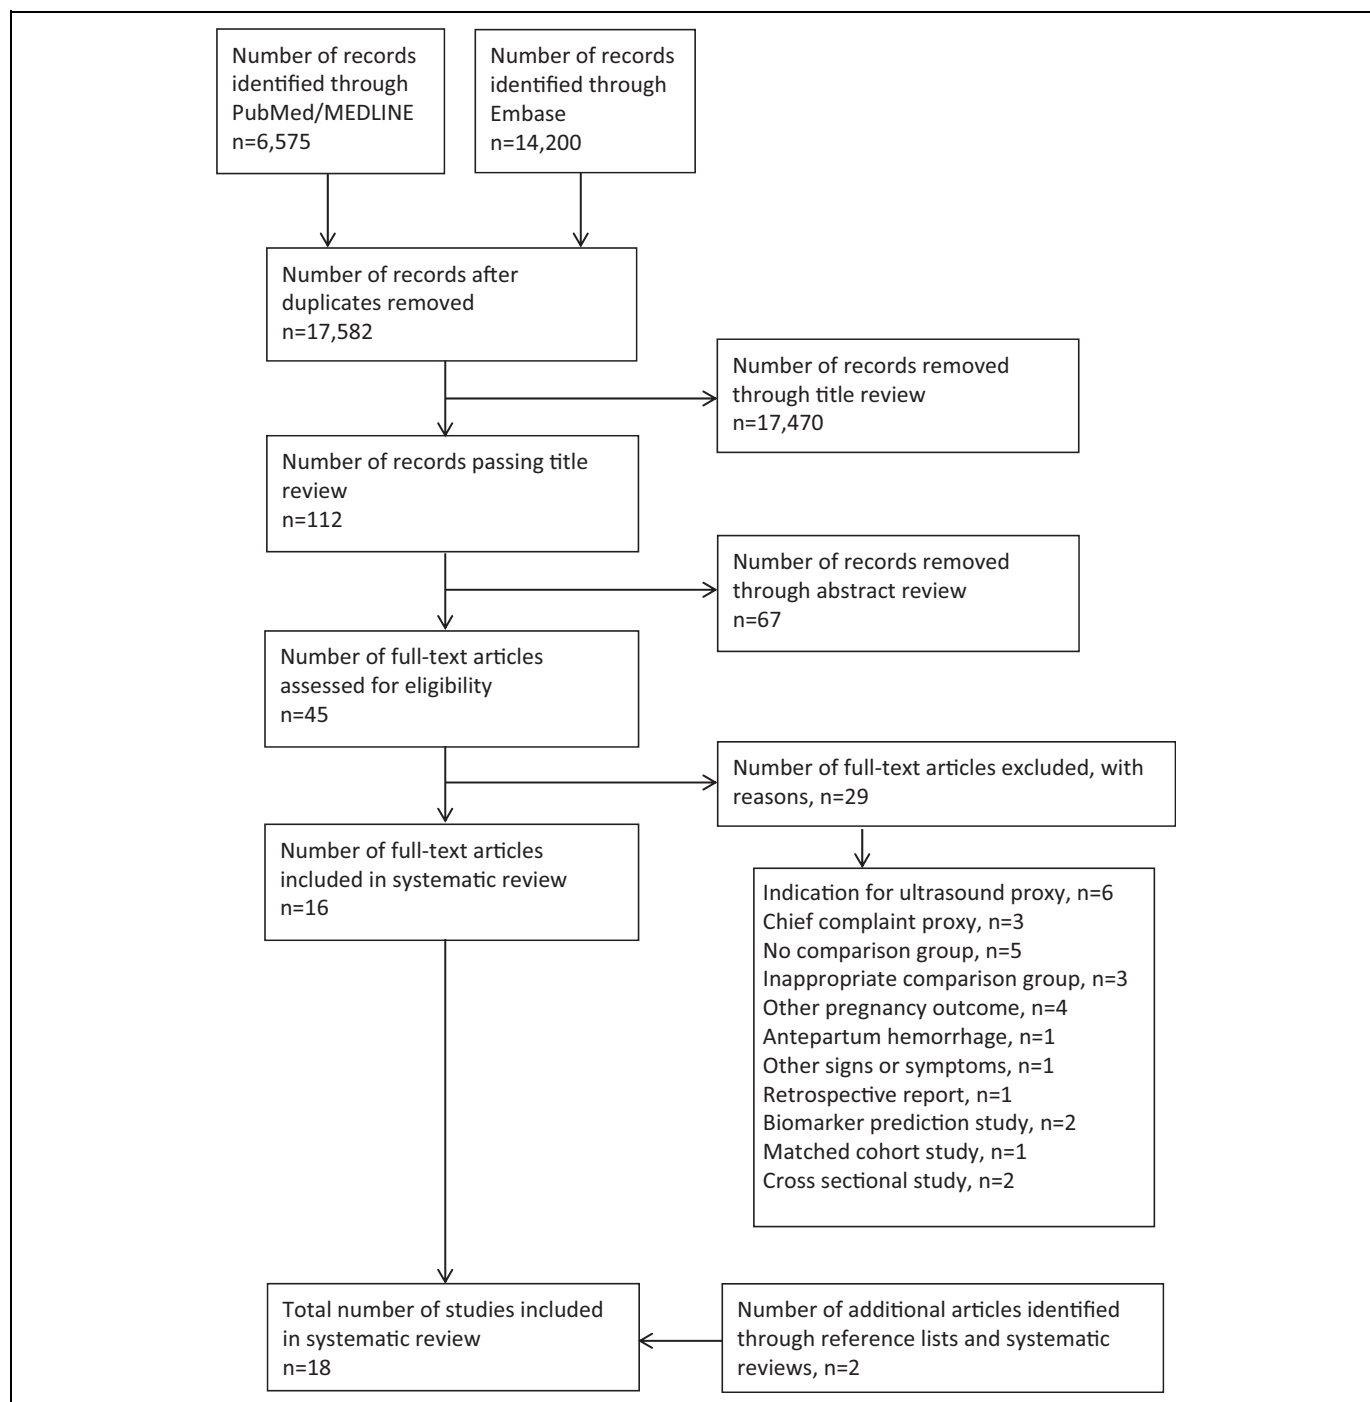 Number of records
identified through
PubMed/MEDLINE
n=6,575
Number of records
identified through
Embase
n=14,200
Number of records after
duplicates removed
n=17,582
Number of records removed
through title review
n=17,470
Number of records passing title
review
n=112
Number of records removed
through abstract review
n=67
Number of full-text articles
assessed for eligibility
n=45
Number of full-text articles excluded, with
reasons, n=29
Number of full-text articles
included in systematic review
n=16
Indication for ultrasound proxy, n=6
Chief complaint proxy, n=3
No comparison group, n=5
Inappropriate comparison group, n=3
Other pregnancy outcome, n=4
Antepartum hemorrhage, n=1
Other signs or symptoms, n=1
Retrospective report, n=1
Biomarker prediction study, n=2
Matched cohort study, n=1
Cross sectional study, n=2
Total number of studies included
in systematic review
n=18
Number of additional articles identified
through reference lists and systematic
reviews, n=2